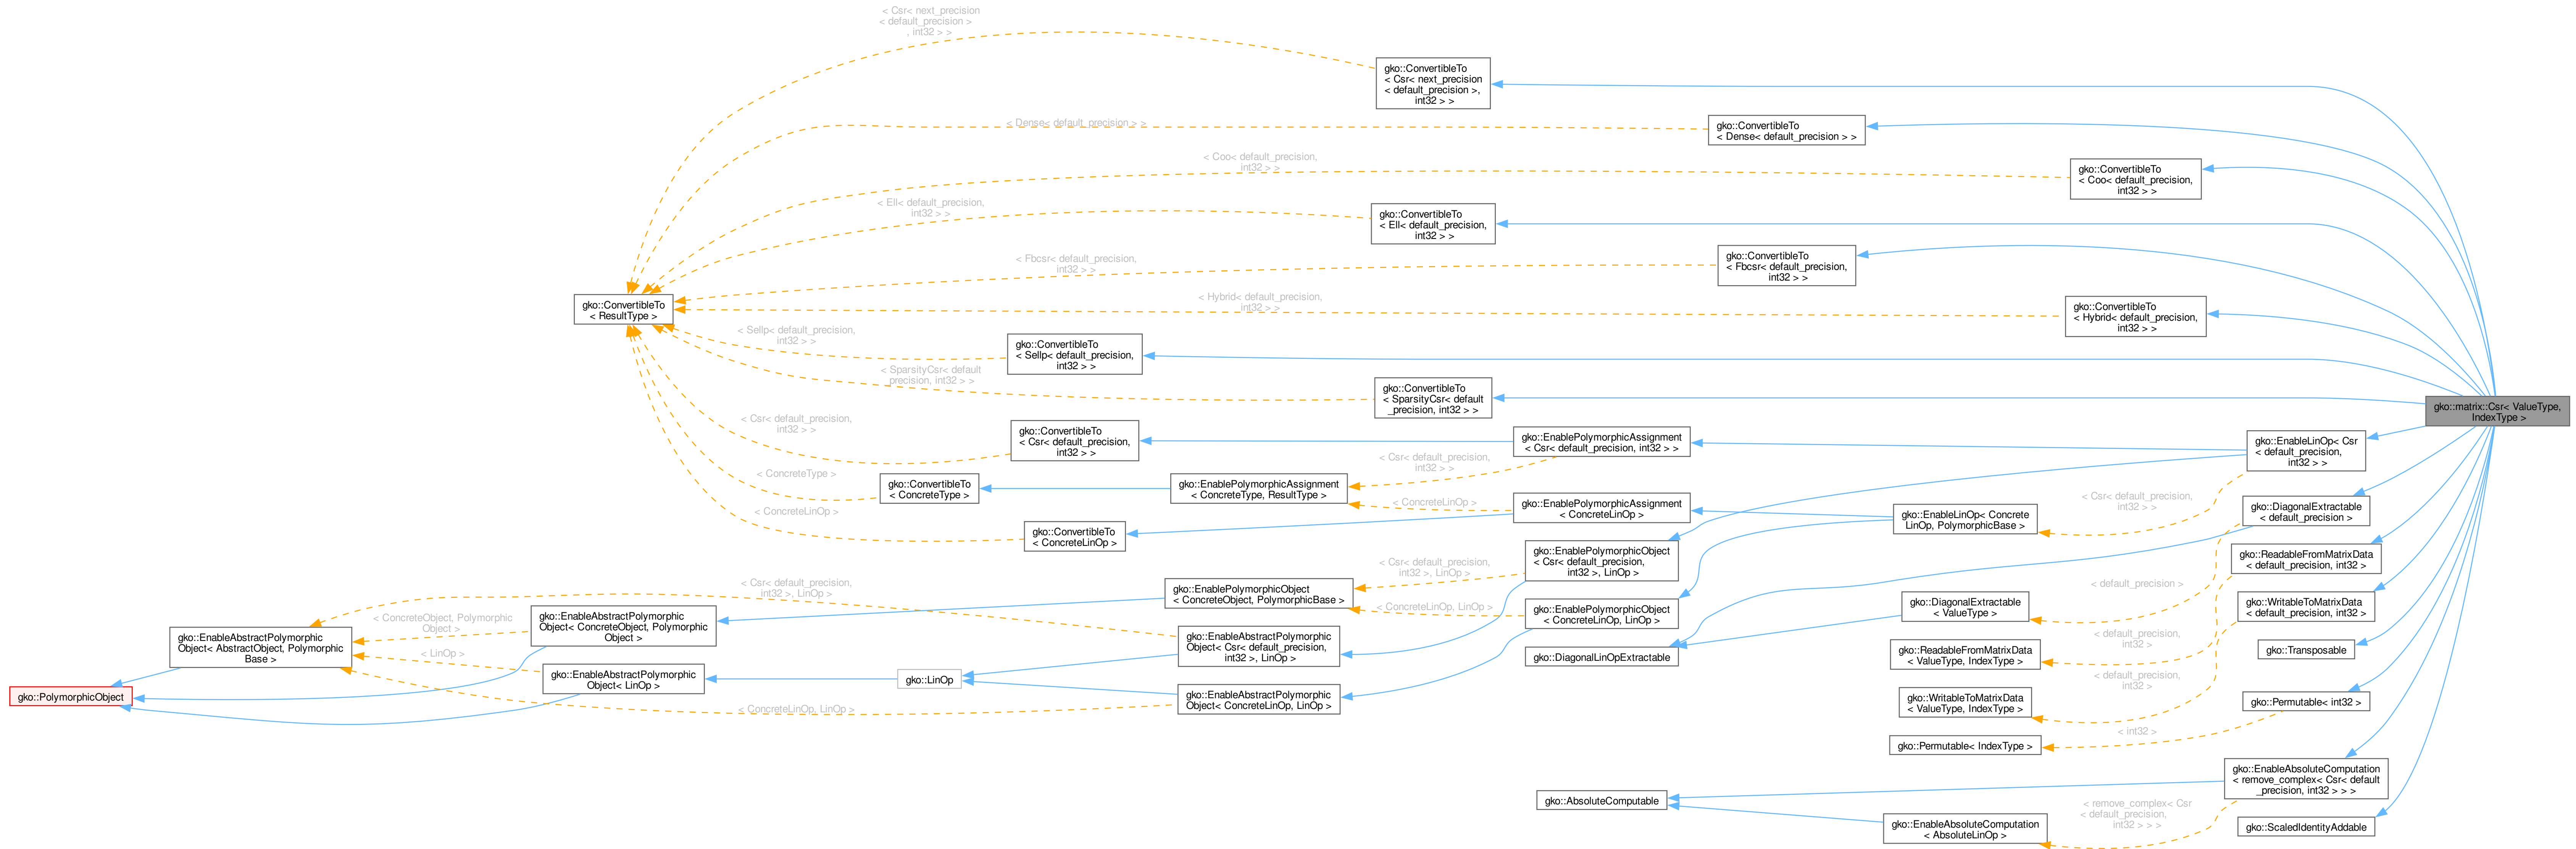 < Csr< next_precision
< default_precision >
, int32 > >
gko::ConvertibleTo
< Csr< next_precision
< default_precision >,
int32 > >
< Dense< default_precision > >
gko::ConvertibleTo
< Dense< default_precision > >
< Coo< default_precision,
int32 > >
gko::ConvertibleTo
< Coo< default_precision,
int32 > >
< Ell< default_precision,
int32 > >
gko::ConvertibleTo
< Ell< default_precision,
int32 > >
< Fbcsr< default_precision,
int32 > >
gko::ConvertibleTo
< Fbcsr< default_precision,
int32 > >
gko::ConvertibleTo
< ResultType >
< Hybrid< default_precision,
int32 > >
gko::ConvertibleTo
< Hybrid< default_precision,
int32 > >
< Sellp< default_precision,
int32 > >
gko::ConvertibleTo
< Sellp< default_precision,
int32 > >
< SparsityCsr< default
_precision, int32 > >
gko::ConvertibleTo
< SparsityCsr< default
_precision, int32 > >
gko::matrix::Csr< ValueType,
IndexType >
< Csr< default_precision,
int32 > >
gko::ConvertibleTo
< Csr< default_precision,
int32 > >
gko::EnablePolymorphicAssignment
< Csr< default_precision, int32 > >
gko::EnableLinOp< Csr
< default_precision,
int32 > >
< ConcreteType >
gko::ConvertibleTo
< ConcreteType >
gko::EnablePolymorphicAssignment
< ConcreteType, ResultType >
< Csr< default_precision,
int32 > >
< ConcreteLinOp >
gko::EnablePolymorphicAssignment
< ConcreteLinOp >
gko::EnableLinOp< Concrete
LinOp, PolymorphicBase >
< Csr< default_precision,
int32 > >
gko::DiagonalExtractable
< default_precision >
< ConcreteLinOp >
gko::ConvertibleTo
< ConcreteLinOp >
gko::EnablePolymorphicObject
< Csr< default_precision,
int32 >, LinOp >
gko::ReadableFromMatrixData
< default_precision, int32 >
< Csr< default_precision,
int32 >, LinOp >
< Csr< default_precision,
int32 >, LinOp >
gko::EnablePolymorphicObject
< ConcreteObject, PolymorphicBase >
< ConcreteLinOp, LinOp >
gko::EnablePolymorphicObject
< ConcreteLinOp, LinOp >
gko::DiagonalExtractable
< ValueType >
< default_precision >
gko::WritableToMatrixData
< default_precision, int32 >
< ConcreteObject, Polymorphic
Object >
gko::EnableAbstractPolymorphic
Object< ConcreteObject, Polymorphic
Object >
gko::EnableAbstractPolymorphic
Object< AbstractObject, Polymorphic
Base >
gko::EnableAbstractPolymorphic
Object< Csr< default_precision,
int32 >, LinOp >
gko::DiagonalLinOpExtractable
gko::ReadableFromMatrixData
< ValueType, IndexType >
< default_precision,
int32 >
gko::Transposable
< LinOp >
gko::EnableAbstractPolymorphic
Object< LinOp >
gko::LinOp
gko::PolymorphicObject
< ConcreteLinOp, LinOp >
gko::EnableAbstractPolymorphic
Object< ConcreteLinOp, LinOp >
gko::WritableToMatrixData
< ValueType, IndexType >
< default_precision,
int32 >
gko::Permutable< int32 >
gko::Permutable< IndexType >
< int32 >
gko::AbsoluteComputable
gko::EnableAbsoluteComputation
< remove_complex< Csr< default
_precision, int32 > > >
< remove_complex< Csr
< default_precision,
int32 > > >
gko::EnableAbsoluteComputation
< AbsoluteLinOp >
gko::ScaledIdentityAddable